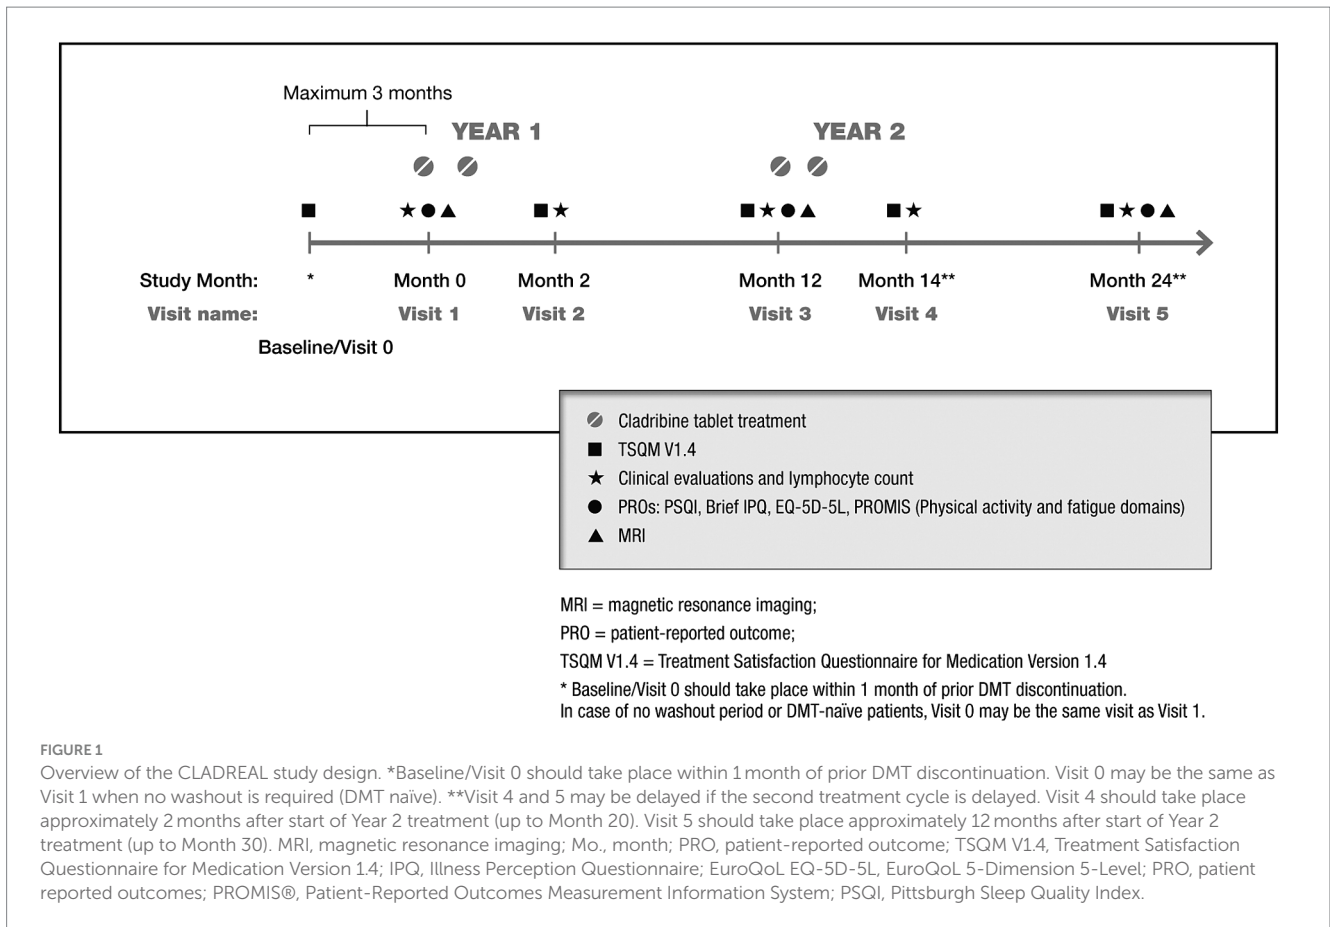 Maximum 3 months
YEAR 1
YEAR 2
Study Month:
*
Month 0
Month 2
Month 12
Month 14**
Month 24**
Visit name:
Visit 1
Visit 2
Visit 3
Visit 4
Visit 5
Baseline/Visit 0
Cladribine tablet treatment
TSQM V1.4
Clinical evaluations and lymphocyte count
PROs: PSQI, Brief IPQ, EQ-5D-5L, PROMIS (Physical activity and fatigue domains)
MRI
MRI = magnetic resonance imaging;
PRO = patient-reported outcome;
TSQM V1.4 = Treatment Satisfaction Questionnaire for Medication Version 1.4
* Baseline/Visit 0 should take place within 1 month of prior DMT discontinuation.
In case of no washout period or DMT-naïve patients, Visit 0 may be the same visit as Visit 1.
FIGURE 1
Overview of the CLADREAL study design. *Baseline/Visit 0 should take place within 1 month of prior DMT discontinuation. Visit 0 may be the same as
Visit 1 when no washout is required (DMT naïve). **Visit 4 and 5 may be delayed if the second treatment cycle is delayed. Visit 4 should take place
approximately 2 months after start of Year 2 treatment (up to Month 20). Visit 5 should take place approximately 12 months after start of Year 2
treatment (up to Month 30). MRI, magnetic resonance imaging; Mo., month; PRO, patient-reported outcome; TSQM V1.4, Treatment Satisfaction
Questionnaire for Medication Version 1.4; IPQ, Illness Perception Questionnaire; EuroQoL EQ-5D-5L, EuroQoL 5-Dimension 5-Level; PRO, patient
reported outcomes; PROMIS®, Patient-Reported Outcomes Measurement Information System; PSQI, Pittsburgh Sleep Quality Index.